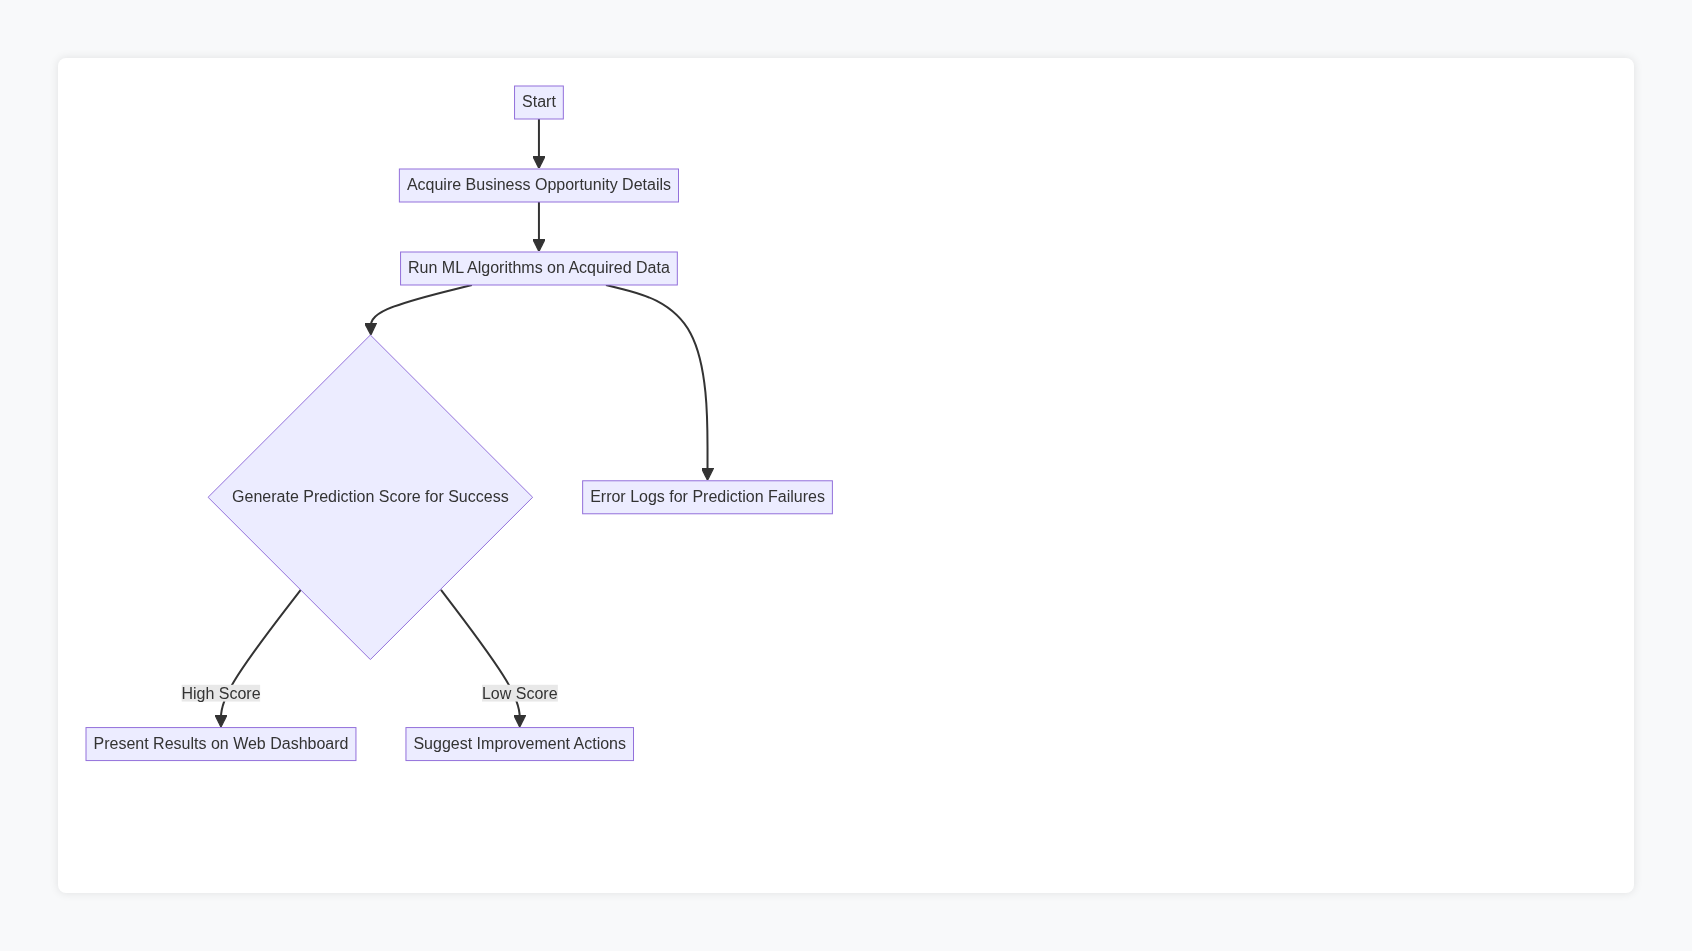 Start
Acquire Business Opportunity Details
Run ML Algorithms on Acquired Data
Generate Prediction Score for Success
Error Logs for Prediction Failures
High Score
Low Score
Present Results on Web Dashboard
Suggest Improvement Actions